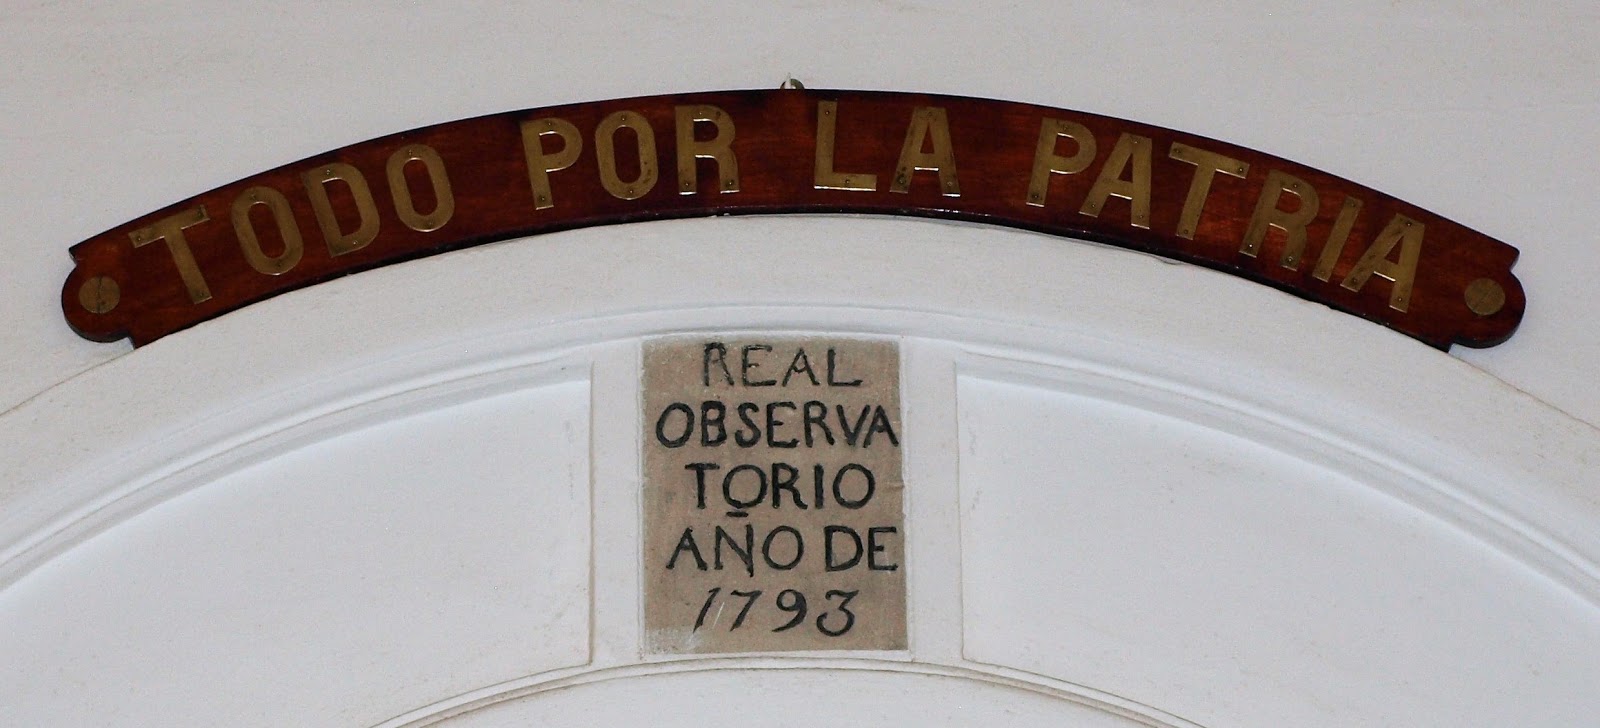 TODO POR LA PATRIA
REAL
OBSERVA
TORIO
AÑO DE
1793